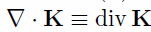 ∇ · K ≡ div K